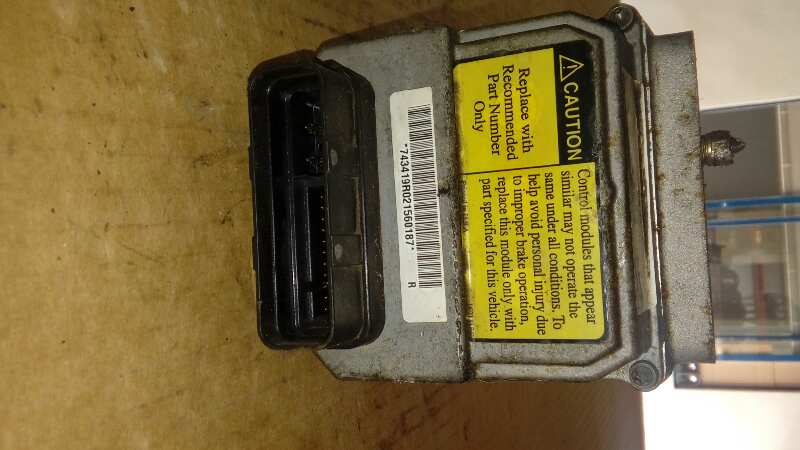 ⚠ CAUTION
Replace with
Recommended
Part Number
Only
Control modules that appear
similar may not operate the
same under all conditions. To
help avoid personal injury due
to improper brake operation,
replace this module only with
part specified for this vehicle.
*743419R021560187*
R